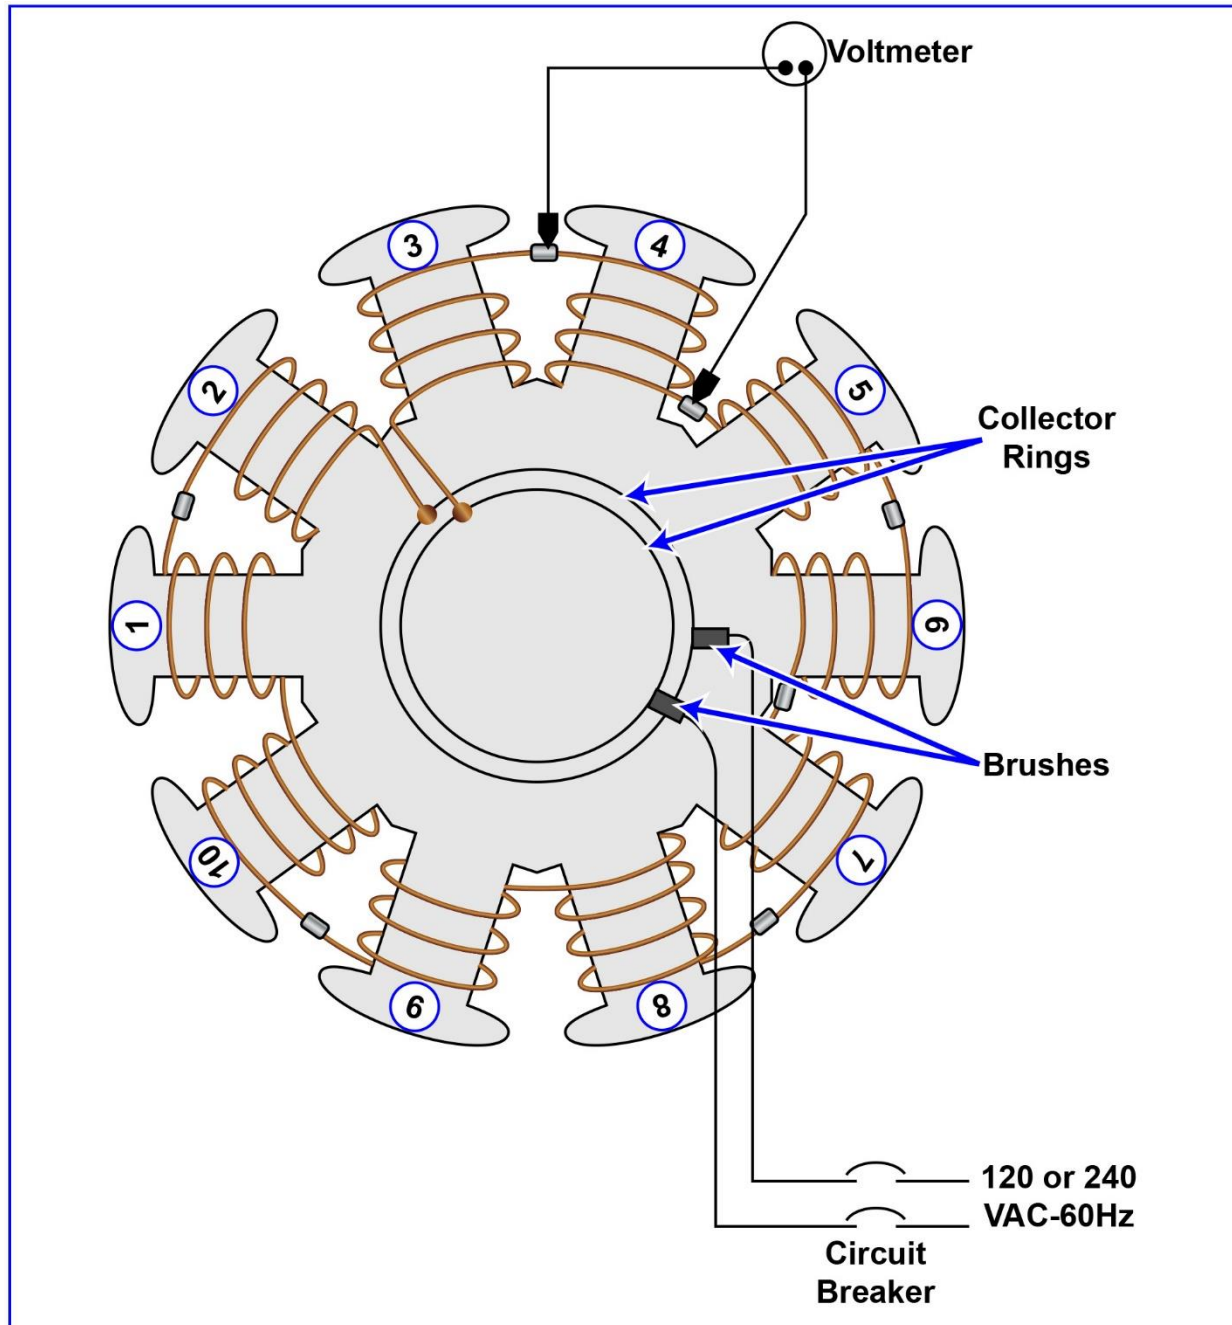 Voltmeter
3
4
2
5
Collector
Rings
1
6
Brushes
10
7
9
8
120 or 240
VAC-60Hz
Circuit
Breaker